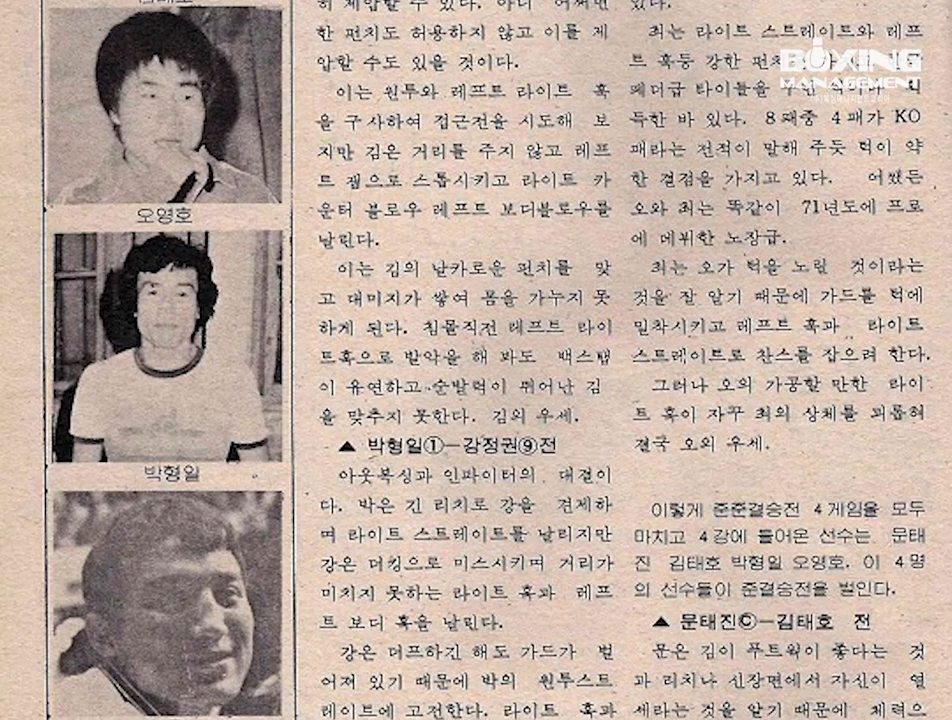 오영호
박형일
히 제압할 수 있다. 아니 어쩌면
한 펀치도 허용하지 않고 이를 제
압할 수도 있을 것이다.
이는 원투와 레프트 라이트 훅
을 구사하여 접근전을 시도해 보
지만 김은 거리를 주지 않고 레프
트 잽으로 스톱시키고 라이트 카
운터 블로우 레프트 보디블로우를
날린다.
이는 김의 날카로운 펀치를 맞
고 대미지가 쌓여 몸을 가누지 못
하게 된다. 침몰직전 레프트 라이
트훅으로 발악을 해 봐도 백스탭
이 유연하고 순발력이 뛰어난 김
을 맞추지 못한다. 김의 우세.
▲ 박형일①—강정권⑨전
아웃복싱과 인파이터의 대결이
다. 박은 긴 리치로 강을 견제하
며 라이트 스트레이트를 날리지만
강은 더킹으로 미스시키며 거리가
미치지 못하는 라이트 훅과 레프
트 보디 훅을 날린다.
강은 터프하긴 해도 가드가 벌
어져 있기 때문에 박의 원투스트
레이트에 고전한다. 라이트 훅과
있다.
최는 라이트 스트레이트와 레프
트 훅등 강한 펀치
페더급 타이틀을
득한 바 있다. 8패중 4패가 KO
패라는 전적이 말해 주듯 턱이 약
한 결점을 가지고 있다. 어쨌든
오와 최는 똑같이 71년도에 프로
에 데뷔한 노장급.
최는 오가 턱을 노릴 것이라는
것을 잘 알기 때문에 가드를 턱에
밀착시키고 레프트 훅과 라이트
스트레이트로 찬스를 잡으려 한다.
그러나 오의 가공할 만한 라이
트 훅이 자꾸 최의 상체를 괴롭혀
결국 오의 우세.
이렇게 준준결승전 4게임을 모두
마치고 4강에 들어온 선수는 문태
진 김태호 박형일 오영호. 이 4명
의 선수들이 준결승전을 벌인다.
▲ 문태진Ⓒ—김태호 전
문은 김이 푸트웍이 좋다는 것
과 리치나 신장면에서 자신이 열
세라는 것을 알기 때문에 체력으
BOXING
MANAGEMENT